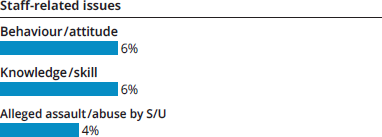 Staff-related issues
Behaviour/attitude
6%
Knowledge/skill
6%
Alleged assault/abuse by S/U
4%